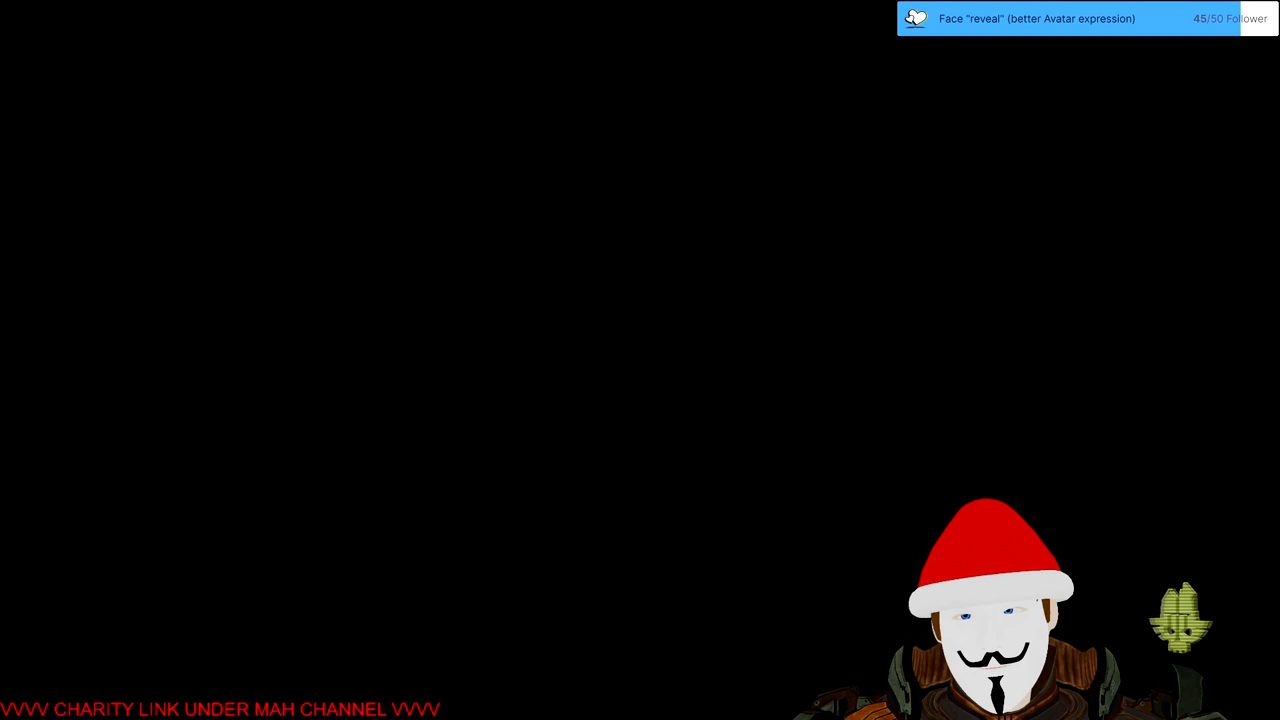 Face "reveal" (better Avatar expression) 45/50 Follower
VVVV CHARITY LINK UNDER MAH CHANNEL VVVV